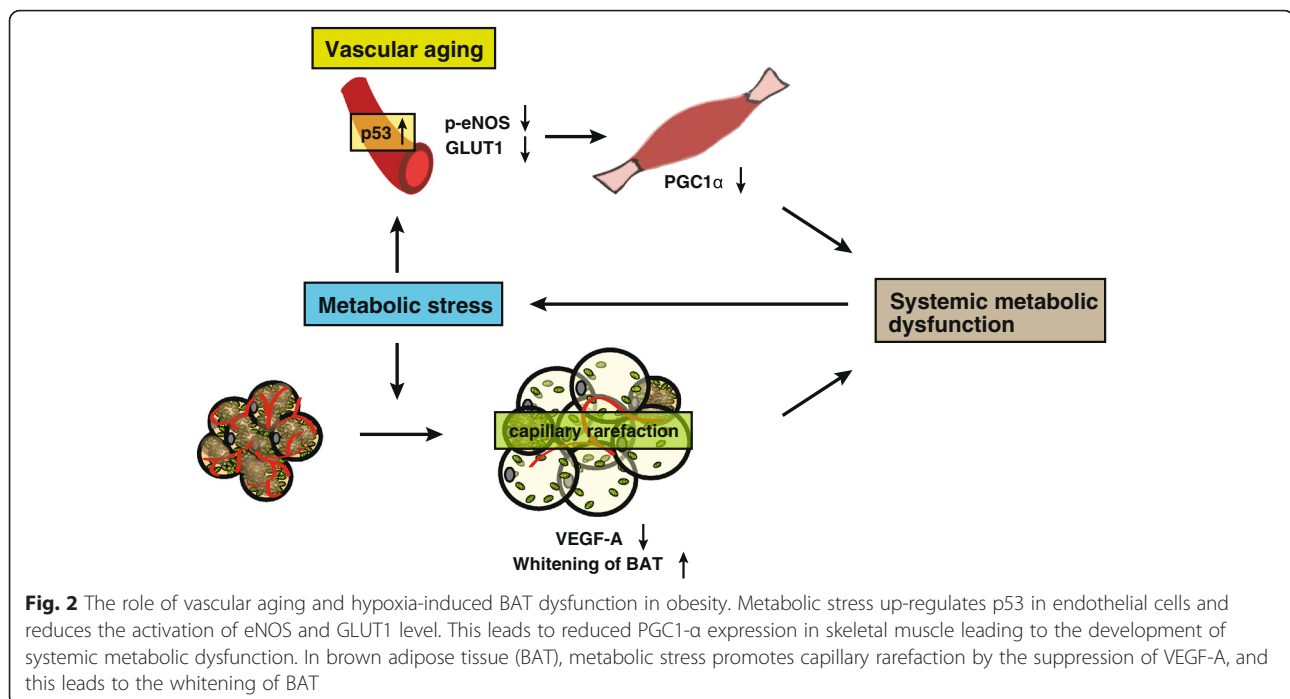 Vascular aging
p53 ↑
p-eNOS ↓
GLUT1 ↓
PGC1α ↓
Metabolic stress
Systemic metabolic
dysfunction
capillary rarefaction
VEGF-A ↓
Whitening of BAT ↑
Fig. 2 The role of vascular aging and hypoxia-induced BAT dysfunction in obesity. Metabolic stress up-regulates p53 in endothelial cells and
reduces the activation of eNOS and GLUT1 level. This leads to reduced PGC1-α expression in skeletal muscle leading to the development of
systemic metabolic dysfunction. In brown adipose tissue (BAT), metabolic stress promotes capillary rarefaction by the suppression of VEGF-A, and
this leads to the whitening of BAT